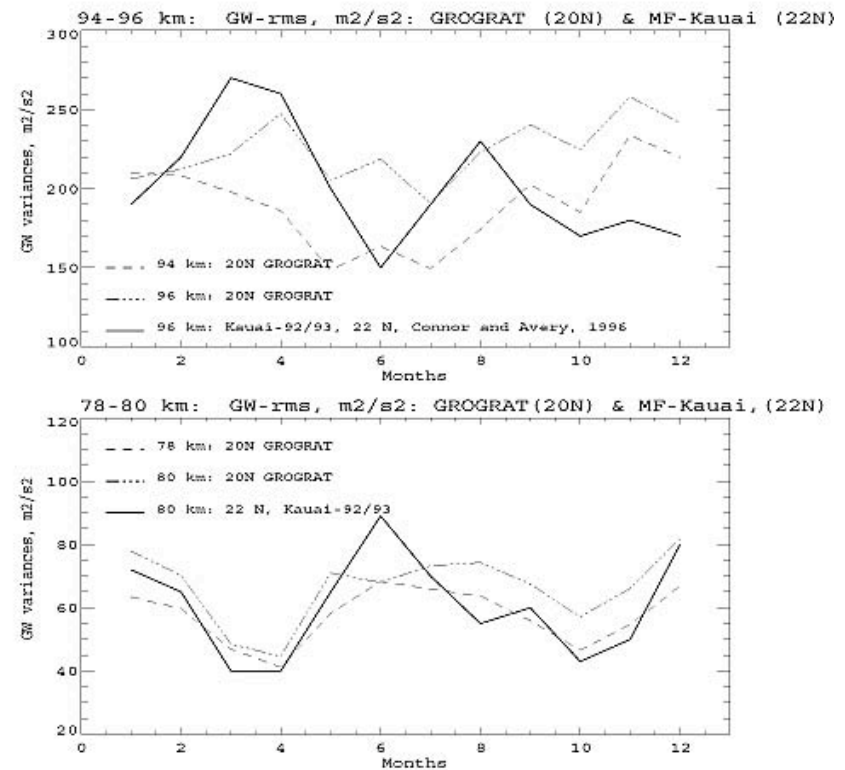 94-96 km: GW-rms, m2/s2: GROGRAT (20N) & MF-Kauai (22N)
300
250
200
150
100
GW variances, m2/s2
94 km: 20N GROGRAT
96 km: 20N GROGRAT
96 km: Kauai-92/93, 22 N, Connor and Avery, 1996
0 2 4 6 8 10 12
Months
78-80 km: GW-rms, m2/s2: GROGRAT(20N) & MF-Kauai,(22N)
120
100
80
60
40
20
GW variances, m2/s2
78 km: 20N GROGRAT
80 km: 20N GROGRAT
80 km: 22 N, Kauai-92/93
0 2 4 6 8 10 12
Months